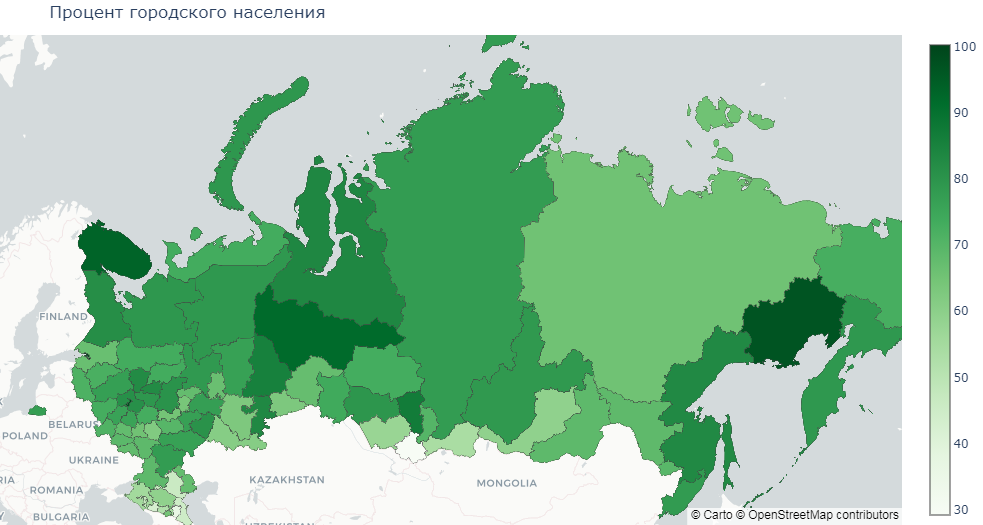 Процент городского населения
100
90
80
70
60
50
40
30
FINLAND
BELARUS
POLAND
UKRAINE
RIA
ROMANIA
BULGARIA
KAZAKHSTAN
MONGOLIA
© Carto © OpenStreetMap contributors